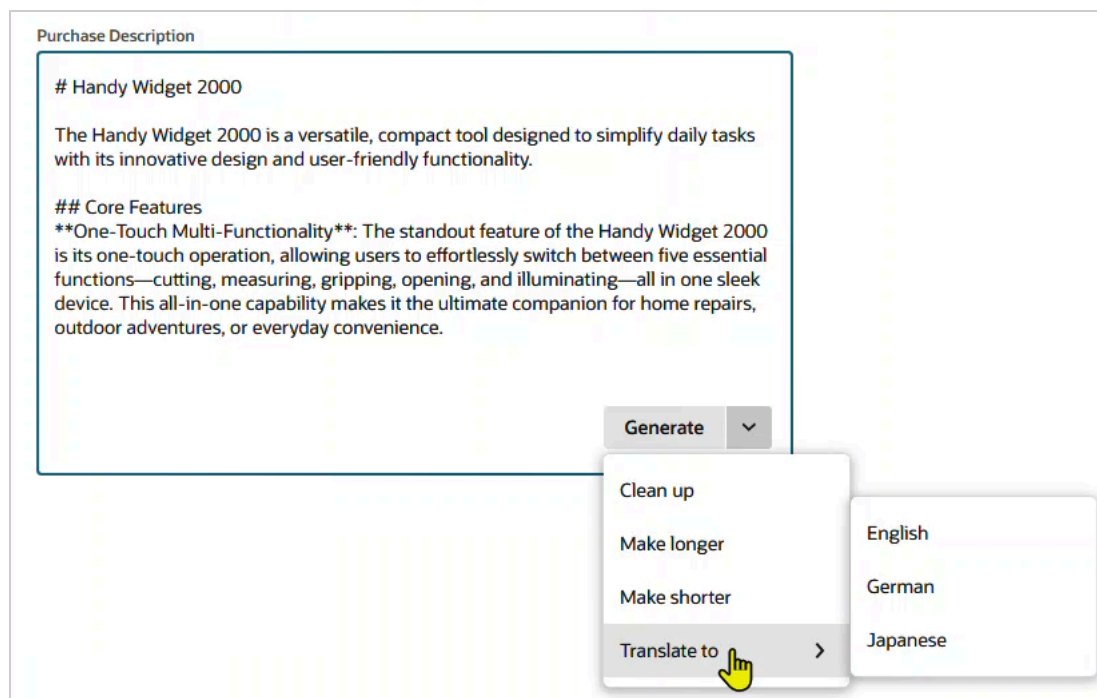 Purchase Description
# Handy Widget 2000
The Handy Widget 2000 is a versatile, compact tool designed to simplify daily tasks
with its innovative design and user-friendly functionality.
## Core Features
**One-Touch Multi-Functionality**: The standout feature of the Handy Widget 2000
is its one-touch operation, allowing users to effortlessly switch between five essential
functions—cutting, measuring, gripping, opening, and illuminating—all in one sleek
device. This all-in-one capability makes it the ultimate companion for home repairs,
outdoor adventures, or everyday convenience.
Generate
Clean up
Make longer
Make shorter
Translate to
English
German
Japanese